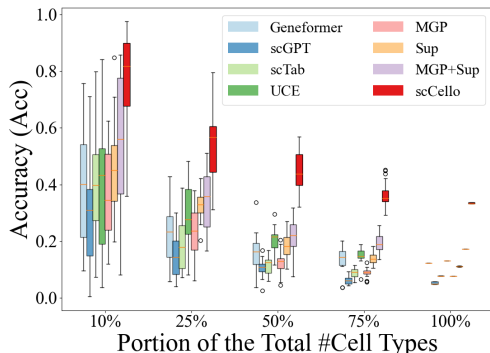 Accuracy (Acc)
1.0
0.8
0.6
0.4
0.2
0.0
Geneformer
scGPT
scTab
UCE
MGP
Sup
MGP+Sup
scCello
10%
25%
50%
75%
100%
Portion of the Total #Cell Types